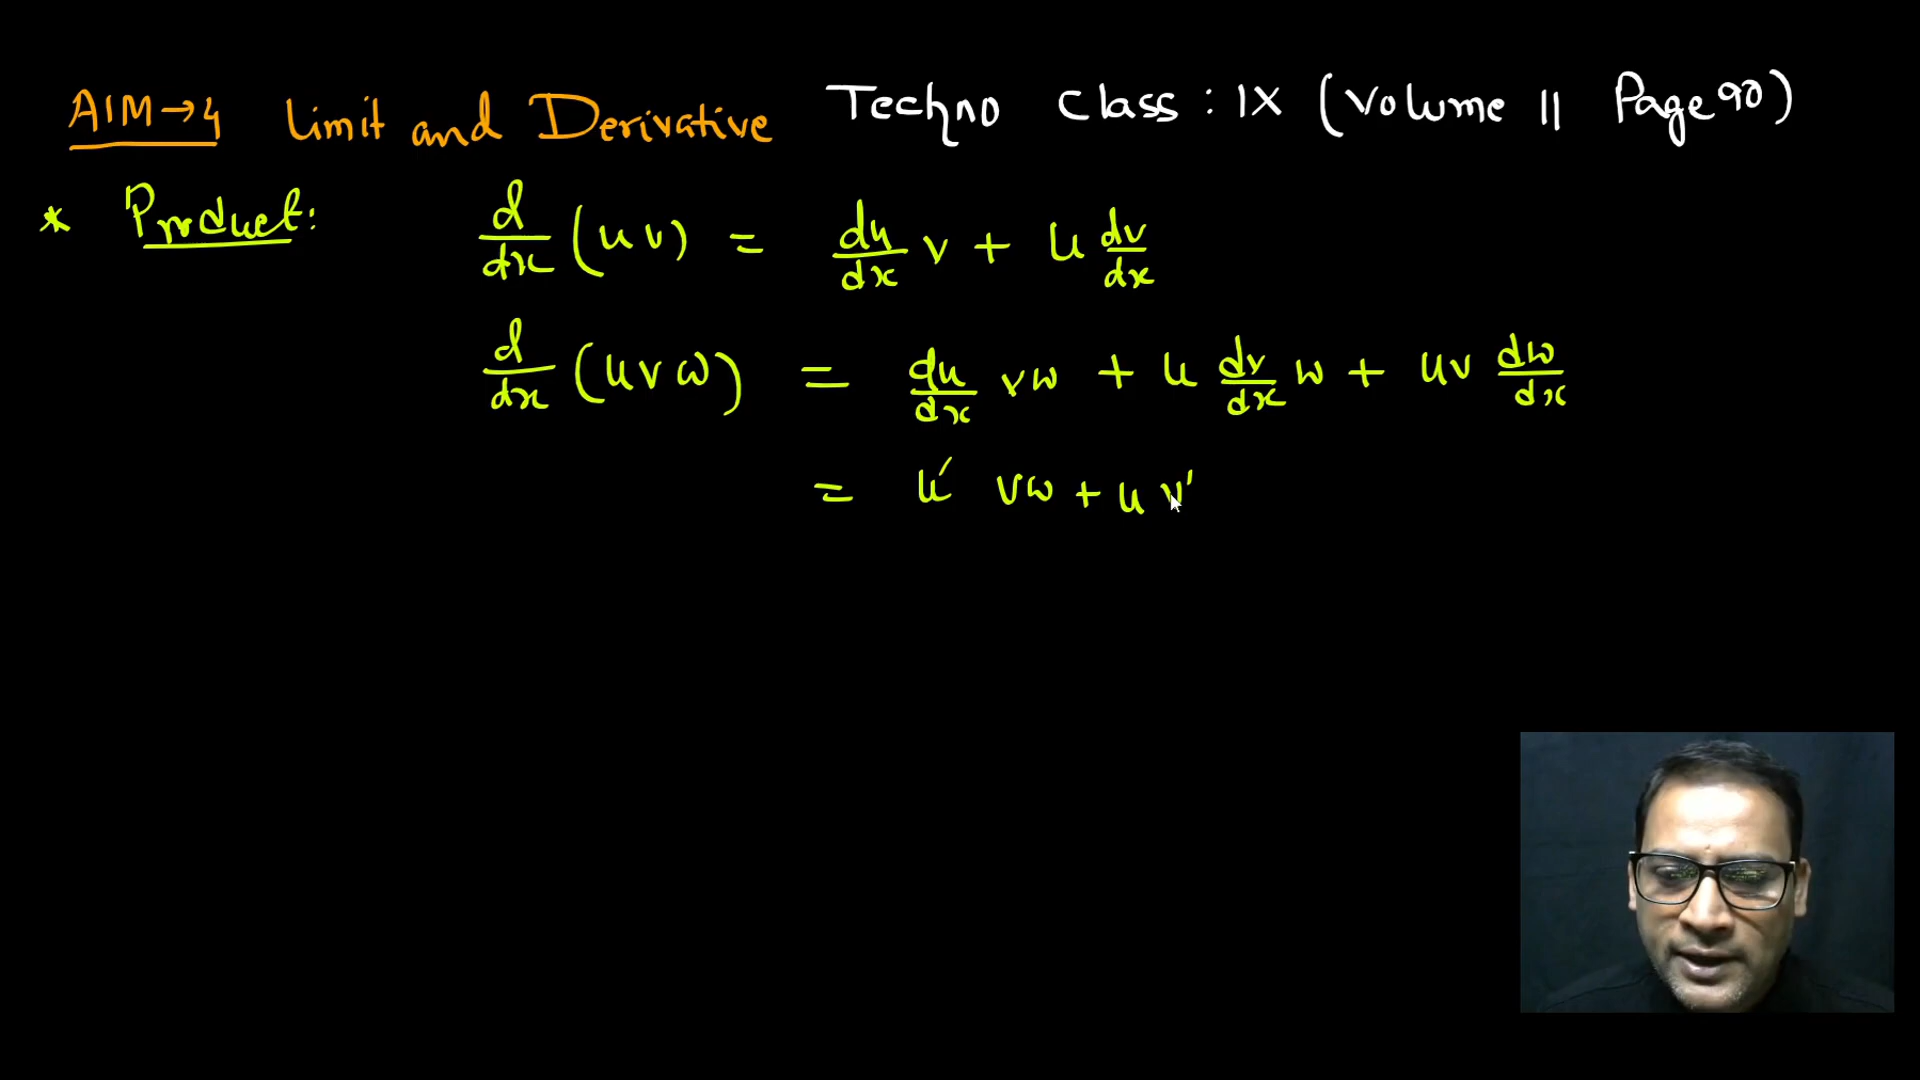 AIM→4 Limit and Derivative Techno Class: IX (Volume II Page 90)
* Product: d/dx (uv) = du/dx v + u dv/dx
d/dx (uvw) = du/dx vw + u dv/dx w + uv dw/dx
= u' vw + u v'